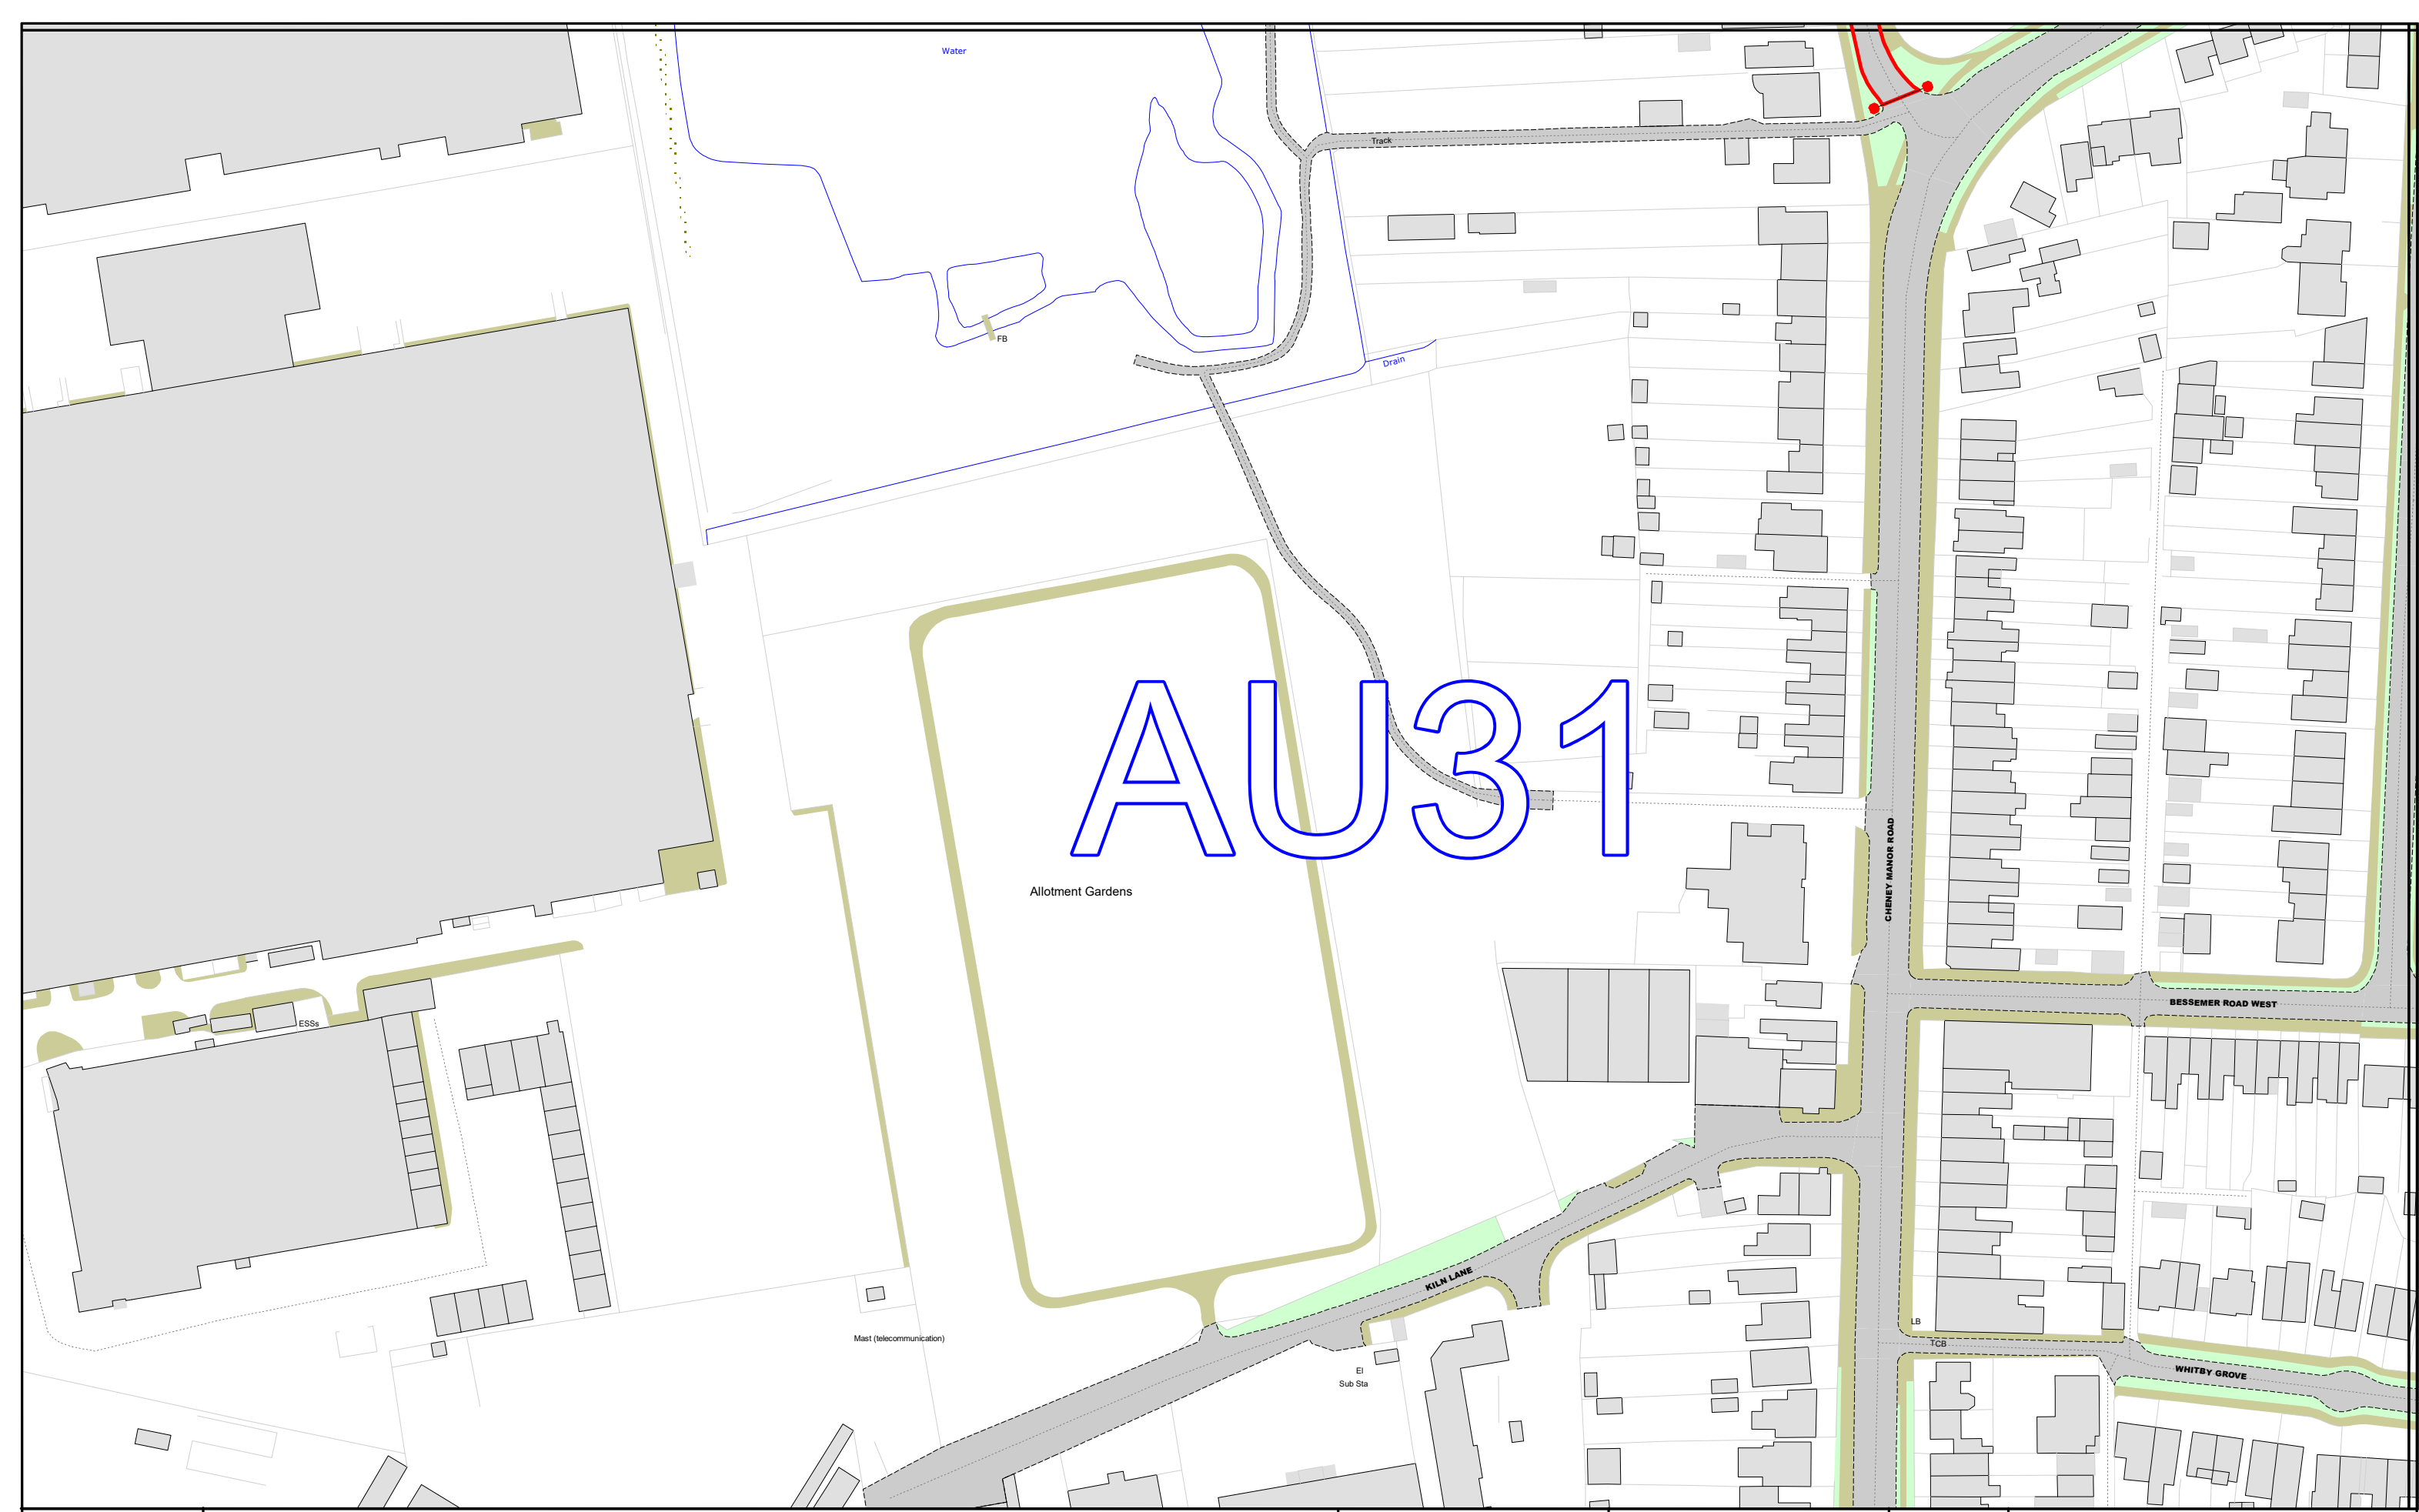 Water
Track
FB
Drain
AU31
CHENEY MANOR ROAD
Allotment Gardens
BESSEMER ROAD WEST
ESSs
KILN LANE
LB
Mast (telecommunication)
TCB
El
Sub Sta
WHITBY GROVE